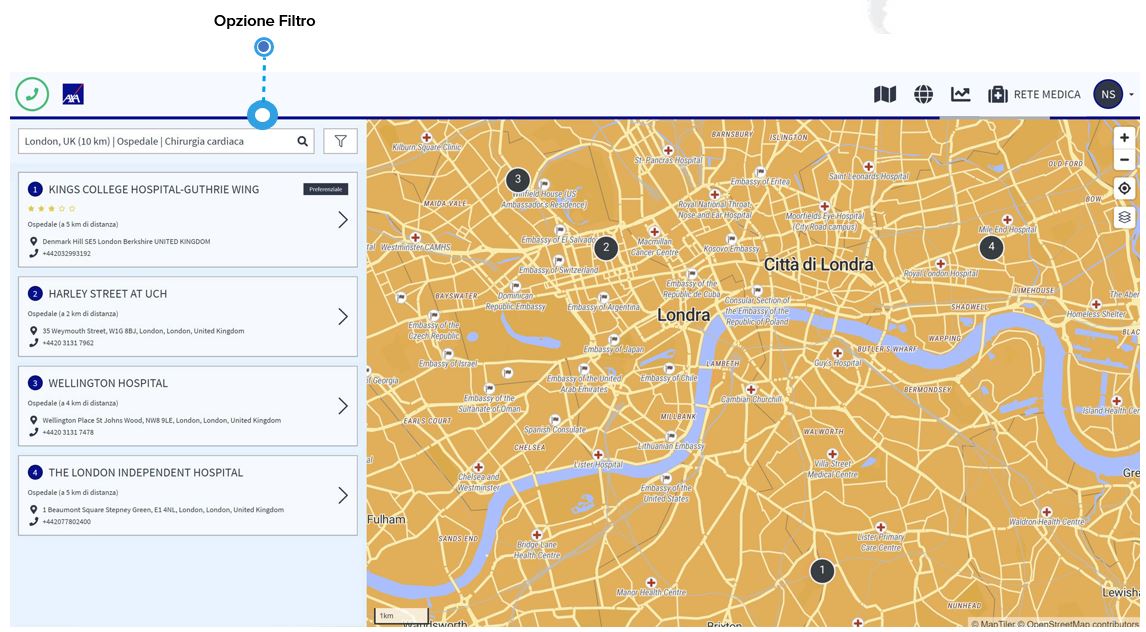 Opzione Filtro
AXA
RETE MEDICA
NS
London, UK (10 km) | Ospedale | Chirurgia cardiaca
1 KINGS COLLEGE HOSPITAL-GUTHRIE WING
Preferenziale
Ospedale (a 5 km di distanza)
Denmark Hill SE5 London Berkshire UNITED KINGDOM
+442032993192
2 HARLEY STREET AT UCH
Ospedale (a 2 km di distanza)
35 Weymouth Street, W1G 8BJ, London, London, United Kingdom
+4420 3131 7962
3 WELLINGTON HOSPITAL
Ospedale (a 4 km di distanza)
Wellington Place St Johns Wood, NW8 9LE, London, London, United Kingdom
+4420 3131 7478
4 THE LONDON INDEPENDENT HOSPITAL
Ospedale (a 5 km di distanza)
1 Beaumont Square Stepney Green, E1 4NL, London, London, United Kingdom
+442077802400
BARNSBURY
ISLINGTON
Kilburn Square Clinic
St. Pancras Hospital
OLD FORD
Embassy of Eritea
Saint Leonards Hospital
3
Winfield House (US
Ambassador's Residence)
MAIDA VALE
Royal National Throat,
Nose and Ear Hospital
Moorfields Eye Hospital
(City Road campus)
BOW
Mile End Hospital
Westminster CAMHS
Embassy of El Salvador
2
Macmillan
Cancer Centre
Kosovo Embassy
4
Embassy of Switzerland
Città di Londra
Royal London Hospital
BAYSWATER
Dominican
Republic Embassy
Embassy of Argentina
Embassy of the
Republic de Cuba
Consular Section of
the Embassy of the
Republic of Poland
LIMEHOUSE
SHADWELL
Homeless Shelter
Londra
Embassy of the
Czech Republic
WAPPING
BUTLER'S WHARF
Embassy of Japan
Embassy of Israel
LAMBETH
Guy's Hospital
f Georgia
Embassy of the United
Arab Emirates
Embassy of Chile
BERMONDSEY
Cambian Churchill
Embassy of the
Sultanate of Oman
Island Health Ce
EARLS COURT
MILLBANK
Spanish Consulate
WALWORTH
CHELSEA
Lithuanian Embassy
Lister Hospital
Villa Street
Medical Centre
Chelsea and
Westminster
Gre
Embassy of the
United States
Fulham
Waldron Health Centre
SANDS END
Bridge Lane
Health Centre
Lister Primary
Care Centre
1
Manor Health Centre
Lewisha
NUNHEAD
1km
Wandsworth
Brixton
© MapTiler © OpenStreetMap contributors